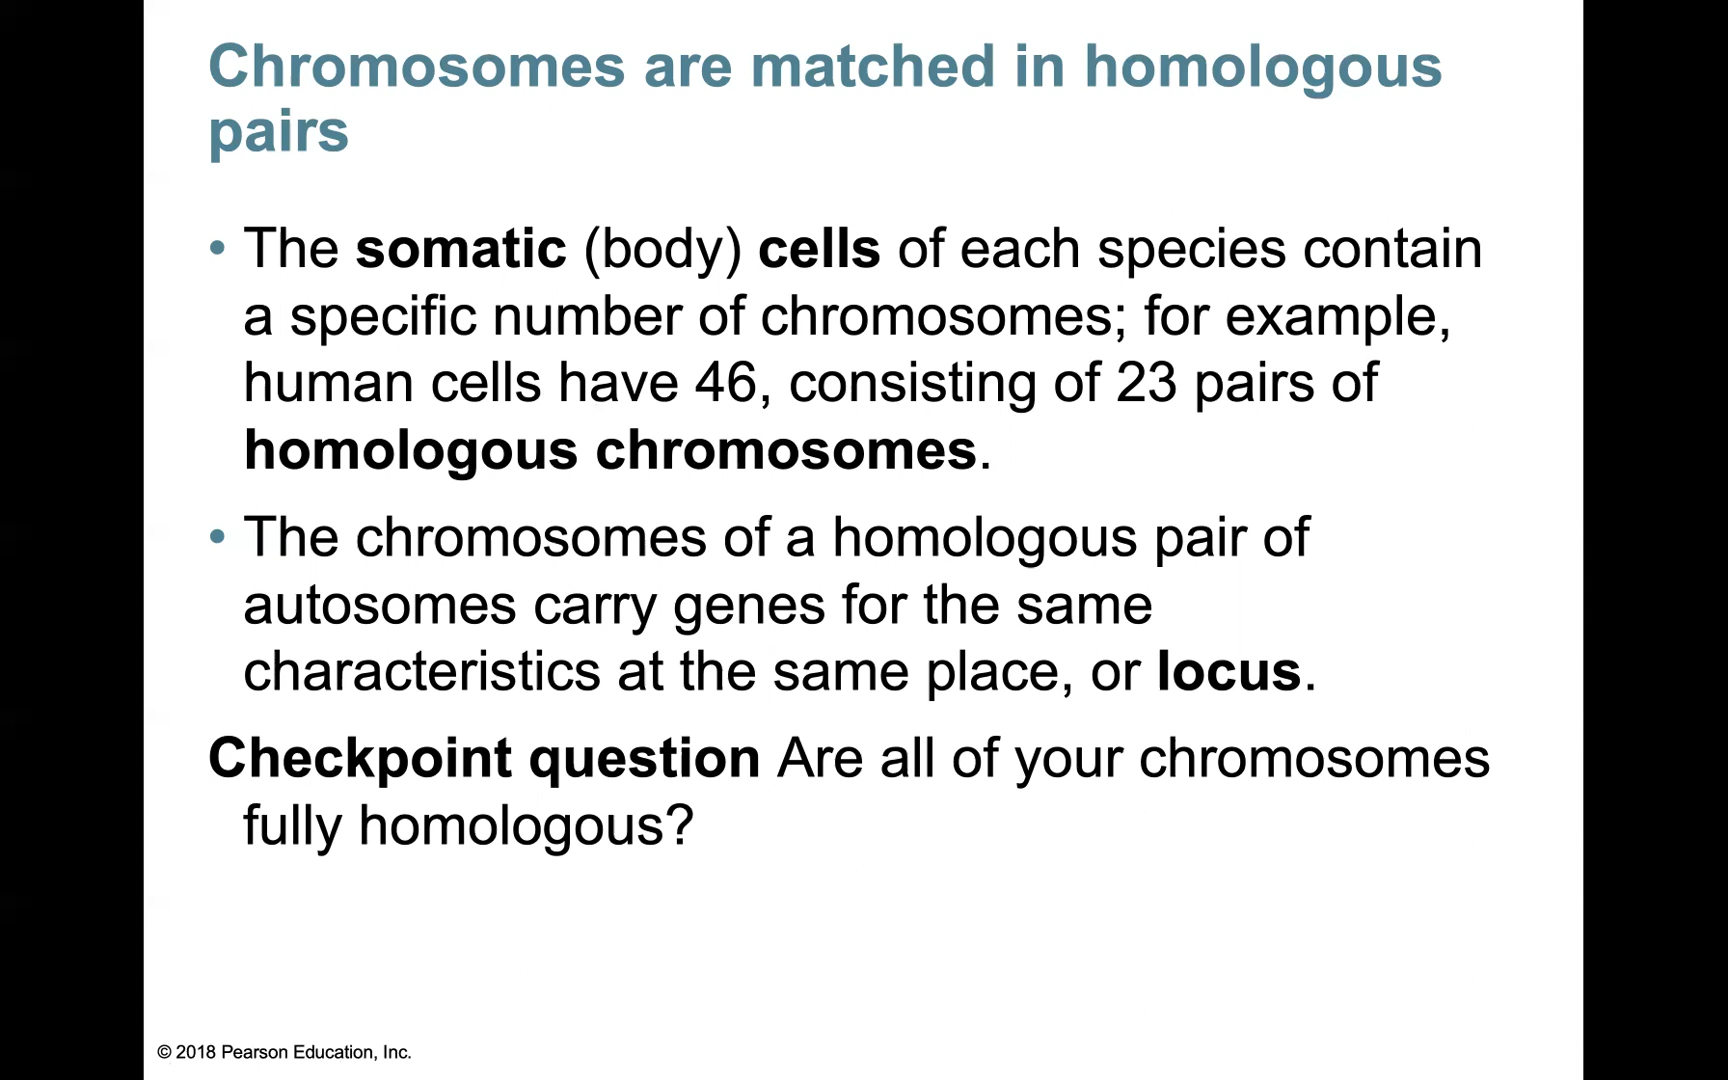 Chromosomes are matched in homologous
pairs
• The somatic (body) cells of each species contain
a specific number of chromosomes; for example,
human cells have 46, consisting of 23 pairs of
homologous chromosomes.
• The chromosomes of a homologous pair of
autosomes carry genes for the same
characteristics at the same place, or locus.
Checkpoint question Are all of your chromosomes
fully homologous?
© 2018 Pearson Education, Inc.